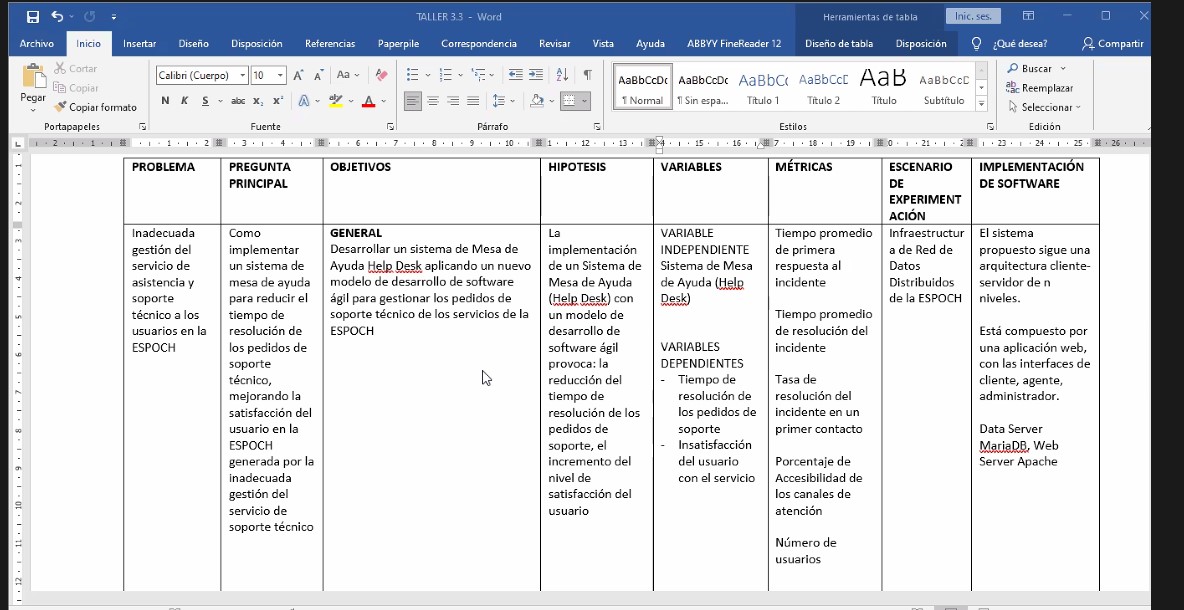 TALLER 3.3 - Word
Herramientas de tabla
Inic. ses.
Archivo Inicio Insertar Diseño Disposición Referencias Paperpile Correspondencia Revisar Vista Ayuda ABBYY FineReader 12 Diseño de tabla Disposición ¿Qué desea? Compartir
Pegar
Cortar
Copiar
Copiar formato
Portapapeles
Calibri (Cuerpo) 10
N K S abc x₂ x²
Fuente
Párrafo
AaBbCcDc AaBbCcDc AaBbC AaBbCcD AaB AaBbCcD
¶ Normal ¶ Sin espa... Título 1 Título 2 Título Subtítulo
Estilos
Buscar
Reemplazar
Seleccionar
Edición
PROBLEMA
PREGUNTA
PRINCIPAL
OBJETIVOS
HIPOTESIS
VARIABLES
MÉTRICAS
ESCENARIO
DE
EXPERIMENT
ACIÓN
IMPLEMENTACIÓN
DE SOFTWARE
Inadecuada
gestión del
servicio de
asistencia y
soporte
técnico a los
usuarios en la
ESPOCH
Como
implementar
un sistema de
mesa de ayuda
para reducir el
tiempo de
resolución de
los pedidos de
soporte
técnico,
mejorando la
satisfacción del
usuario en la
ESPOCH
generada por la
inadecuada
gestión del
servicio de
soporte técnico
GENERAL
Desarrollar un sistema de Mesa de
Ayuda Help Desk aplicando un nuevo
modelo de desarrollo de software
ágil para gestionar los pedidos de
soporte técnico de los servicios de la
ESPOCH
La
implementación
de un Sistema de
Mesa de Ayuda
(Help Desk) con
un modelo de
desarrollo de
software ágil
provoca: la
reducción del
tiempo de
resolución de los
pedidos de
soporte, el
incremento del
nivel de
satisfacción del
usuario
VARIABLE
INDEPENDIENTE
Sistema de Mesa
de Ayuda (Help
Desk)
VARIABLES
DEPENDIENTES
- Tiempo de
resolución de
los pedidos de
soporte
- Insatisfacción
del usuario
con el servicio
Tiempo promedio
de primera
respuesta al
incidente
Tiempo promedio
de resolución del
incidente
Tasa de
resolución del
incidente en un
primer contacto
Porcentaje de
Accesibilidad de
los canales de
atención
Número de
usuarios
Infraestructur
a de Red de
Datos
Distribuidos
de la ESPOCH
El sistema
propuesto sigue una
arquitectura cliente-
servidor de n
niveles.
Está compuesto por
una aplicación web,
con las interfaces de
cliente, agente,
administrador.
Data Server
MariaDB, Web
Server Apache